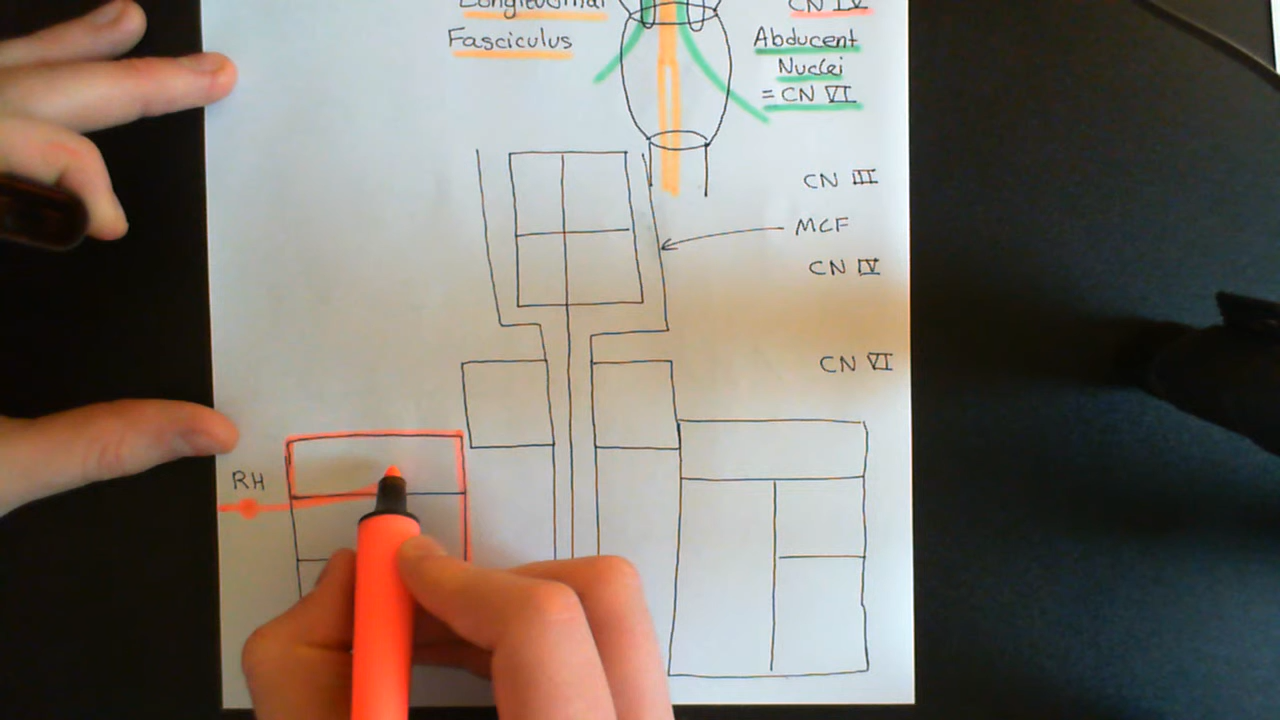 Longitudinal
Fasciculus
CN IV
Abducent
Nuclei
= CN VI
CN III
MCF
CN IV
CN VI
RH